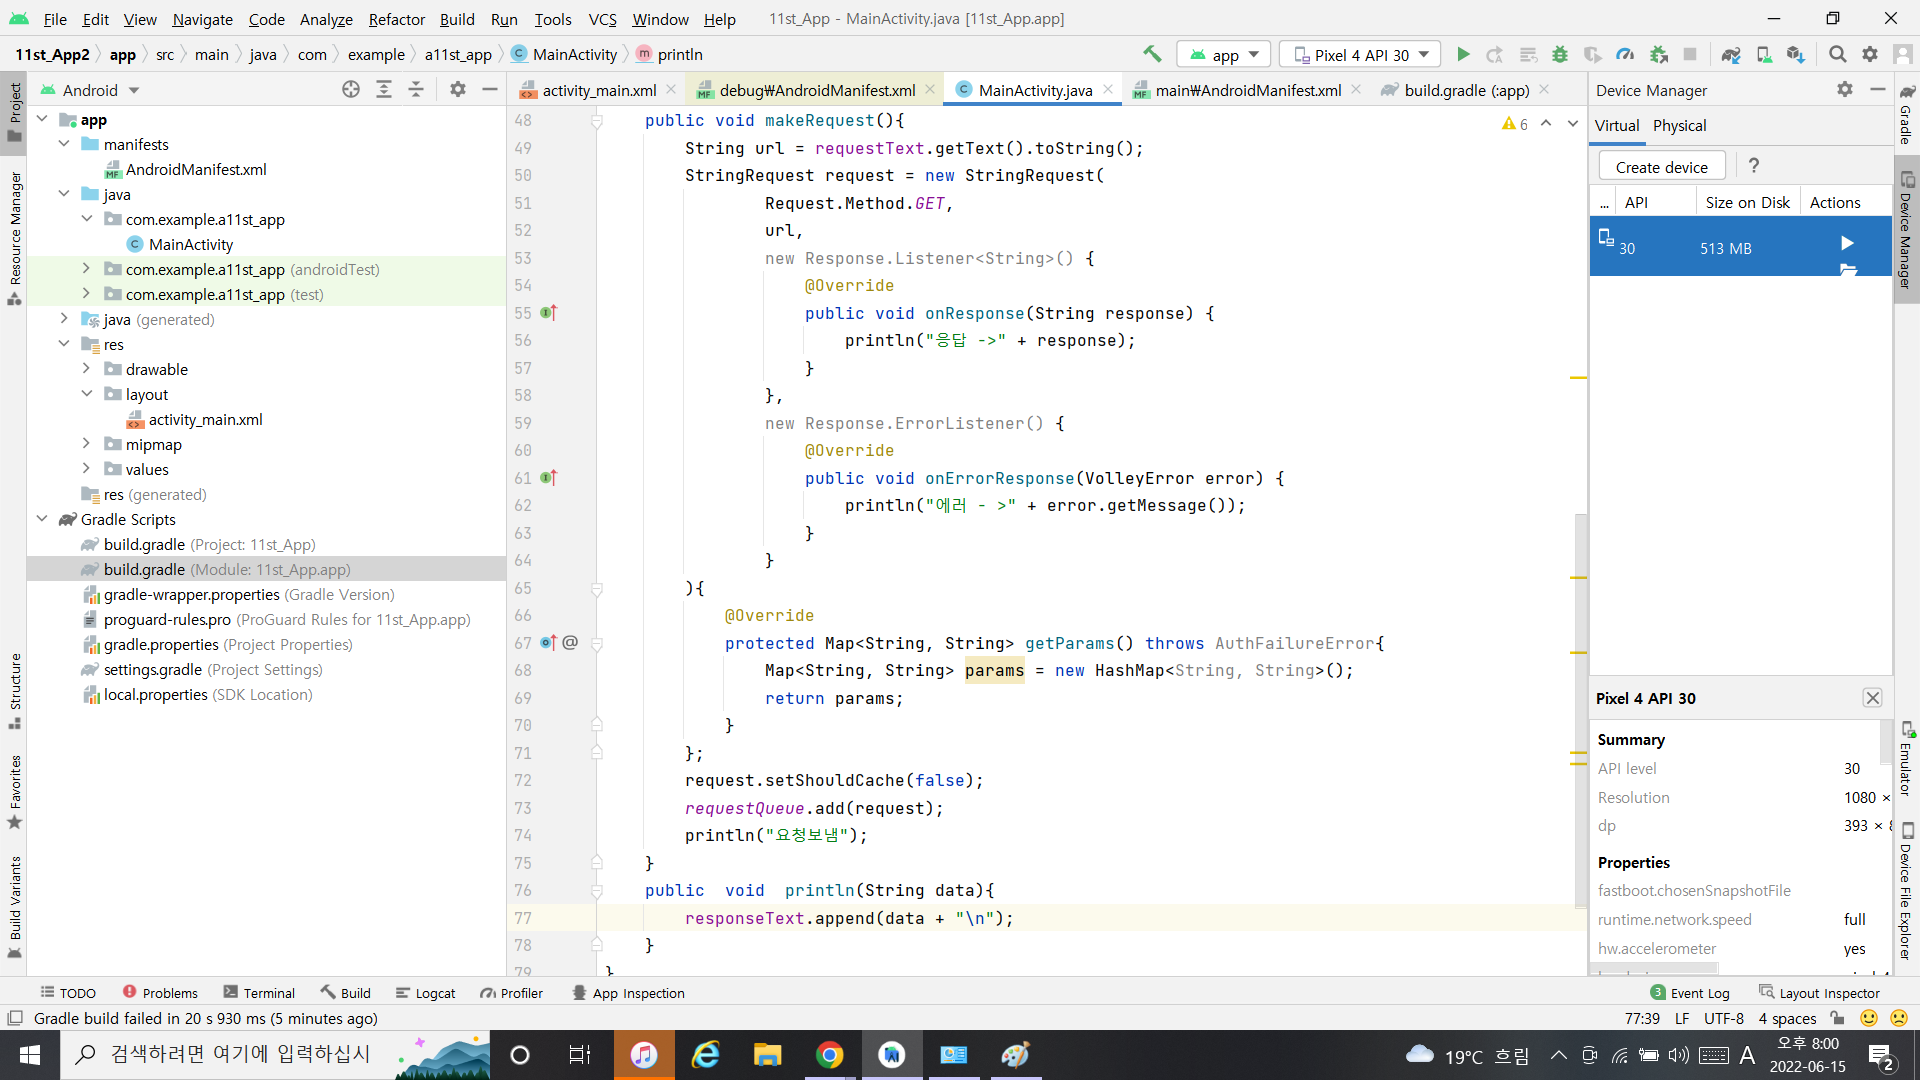 File Edit View Navigate Code Analyze Refactor Build Run Tools VCS Window Help 11st_App - MainActivity.java [11st_App.app]
11st_App2 app src main java com example a11st_app C MainActivity m println app Pixel 4 API 30
Android
activity_main.xml debug₩AndroidManifest.xml C MainActivity.java main₩AndroidManifest.xml build.gradle (:app)
Device Manager
Project
Resource Manager
Structure
Favorites
Build Variants
app
manifests
AndroidManifest.xml
java
com.example.a11st_app
C MainActivity
com.example.a11st_app (androidTest)
com.example.a11st_app (test)
java (generated)
res
drawable
layout
activity_main.xml
mipmap
values
res (generated)
Gradle Scripts
build.gradle (Project: 11st_App)
build.gradle (Module: 11st_App.app)
gradle-wrapper.properties (Gradle Version)
proguard-rules.pro (ProGuard Rules for 11st_App.app)
gradle.properties (Project Properties)
settings.gradle (Project Settings)
local.properties (SDK Location)
6
48 public void makeRequest(){
49 String url = requestText.getText().toString();
50 StringRequest request = new StringRequest(
51 Request.Method.GET,
52 url,
53 new Response.Listener<String>() {
54 @Override
55 public void onResponse(String response) {
56 println("응답 ->" + response);
57 }
58 },
59 new Response.ErrorListener() {
60 @Override
61 public void onErrorResponse(VolleyError error) {
62 println("에러 - >" + error.getMessage());
63 }
64 }
65 ){
66 @Override
67 @ protected Map<String, String> getParams() throws AuthFailureError{
68 Map<String, String> params = new HashMap<String, String>();
69 return params;
70 }
71 };
72 request.setShouldCache(false);
73 requestQueue.add(request);
74 println("요청보냄");
75 }
76 public void println(String data){
77 responseText.append(data + "\n");
78 }
79 }
Virtual Physical
Create device ?
... API Size on Disk Actions
30 513 MB
Pixel 4 API 30
Summary
API level 30
Resolution 1080 ×
dp 393 ×
Properties
fastboot.chosenSnapshotFile
runtime.network.speed full
hw.accelerometer yes
Gradle
Device Manager
Emulator
Device File Explorer
TODO Problems Terminal Build Logcat Profiler App Inspection 3 Event Log Layout Inspector
Gradle build failed in 20 s 930 ms (5 minutes ago) 77:39 LF UTF-8 4 spaces
검색하려면 여기에 입력하십시 19°C 흐림 A 오후 8:00
2022-06-15
2